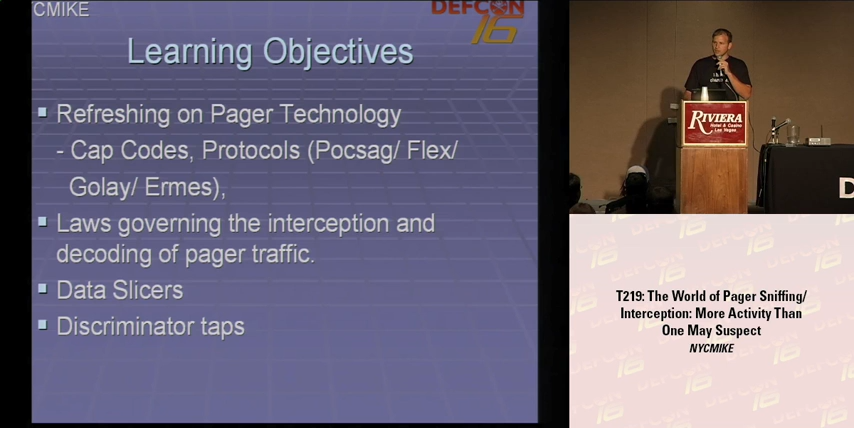 CMIKE
DEFCON
16
Learning Objectives
Refreshing on Pager Technology
- Cap Codes, Protocols (Pocsag/ Flex/
Golay/ Ermes),
Laws governing the interception and
decoding of pager traffic.
Data Slicers
Discriminator taps
RIVIERA
Hotel & Casino
Las Vegas
D
T219: The World of Pager Sniffing/
Interception: More Activity Than
One May Suspect
NYCMIKE